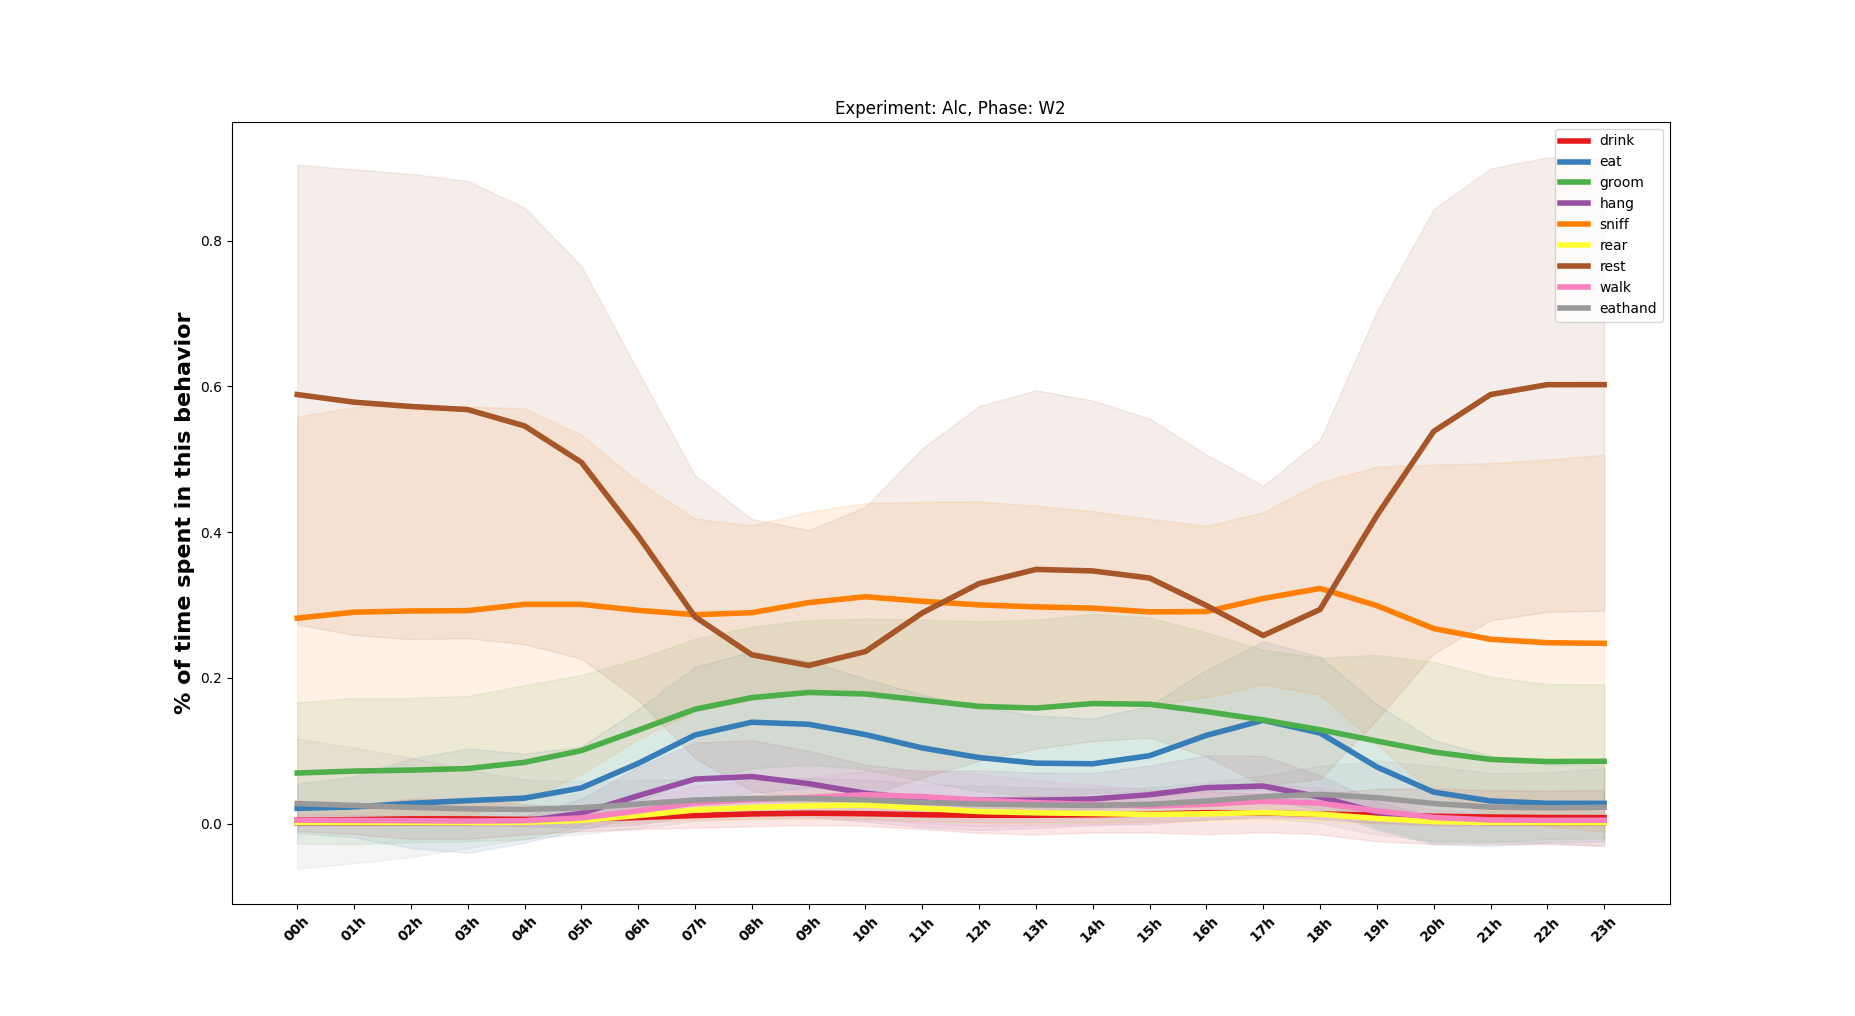 Experiment: Alc, Phase: W2
drink
eat
groom
hang
sniff
rear
rest
walk
eathand
% of time spent in this behavior
0.8
0.6
0.4
0.2
0.0
00h 01h 02h 03h 04h 05h 06h 07h 08h 09h 10h 11h 12h 13h 14h 15h 16h 17h 18h 19h 20h 21h 22h 23h